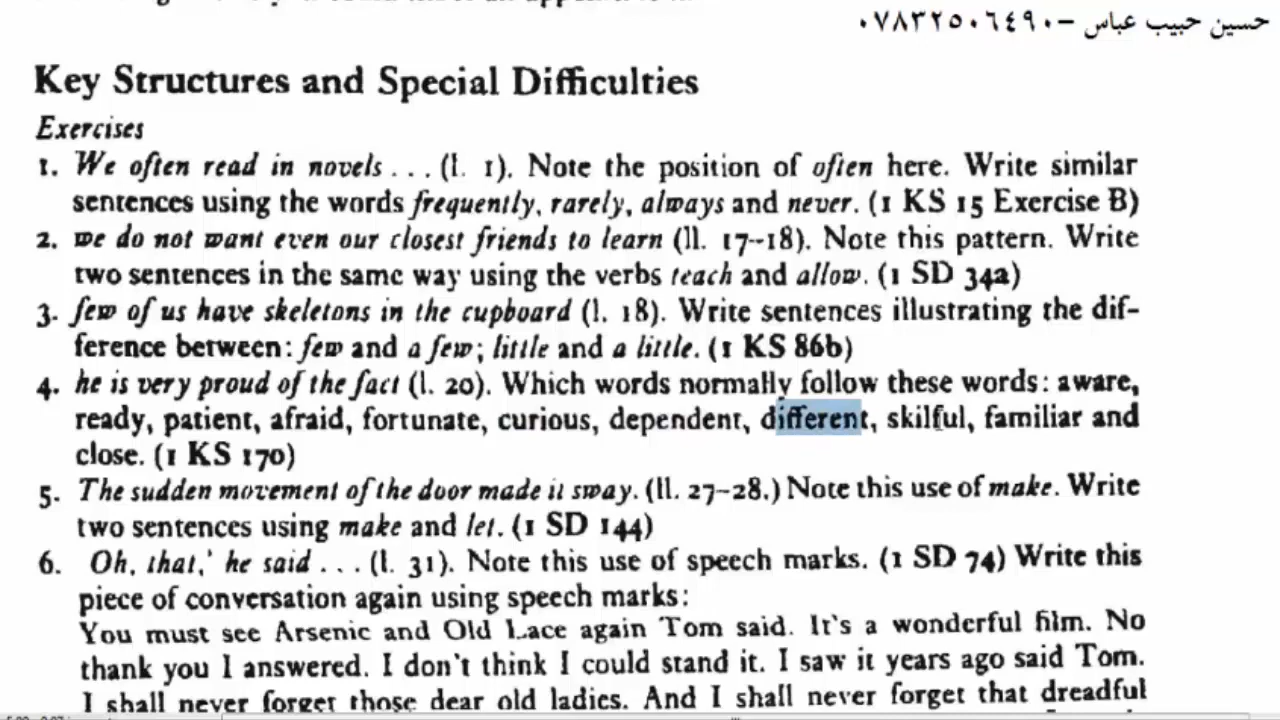 حسين حبيب عباس – ٠٧٨٣٢٥٠٦٤٩٠
Key Structures and Special Difficulties
Exercises
1. We often read in novels . . . (l. 1). Note the position of often here. Write similar
sentences using the words frequently, rarely, always and never. (1 KS 15 Exercise B)
2. we do not want even our closest friends to learn (ll. 17–18). Note this pattern. Write
two sentences in the same way using the verbs teach and allow. (1 SD 34a)
3. few of us have skeletons in the cupboard (l. 18). Write sentences illustrating the dif-
ference between: few and a few; little and a little. (1 KS 86b)
4. he is very proud of the fact (l. 20). Which words normally follow these words: aware,
ready, patient, afraid, fortunate, curious, dependent, different, skilful, familiar and
close. (1 KS 170)
5. The sudden movement of the door made it sway. (ll. 27–28.) Note this use of make. Write
two sentences using make and let. (1 SD 144)
6. Oh, that,' he said . . . (l. 31). Note this use of speech marks. (1 SD 74) Write this
piece of conversation again using speech marks:
You must see Arsenic and Old Lace again Tom said. It's a wonderful film. No
thank you I answered. I don't think I could stand it. I saw it years ago said Tom.
I shall never forget those dear old ladies. And I shall never forget that dreadful